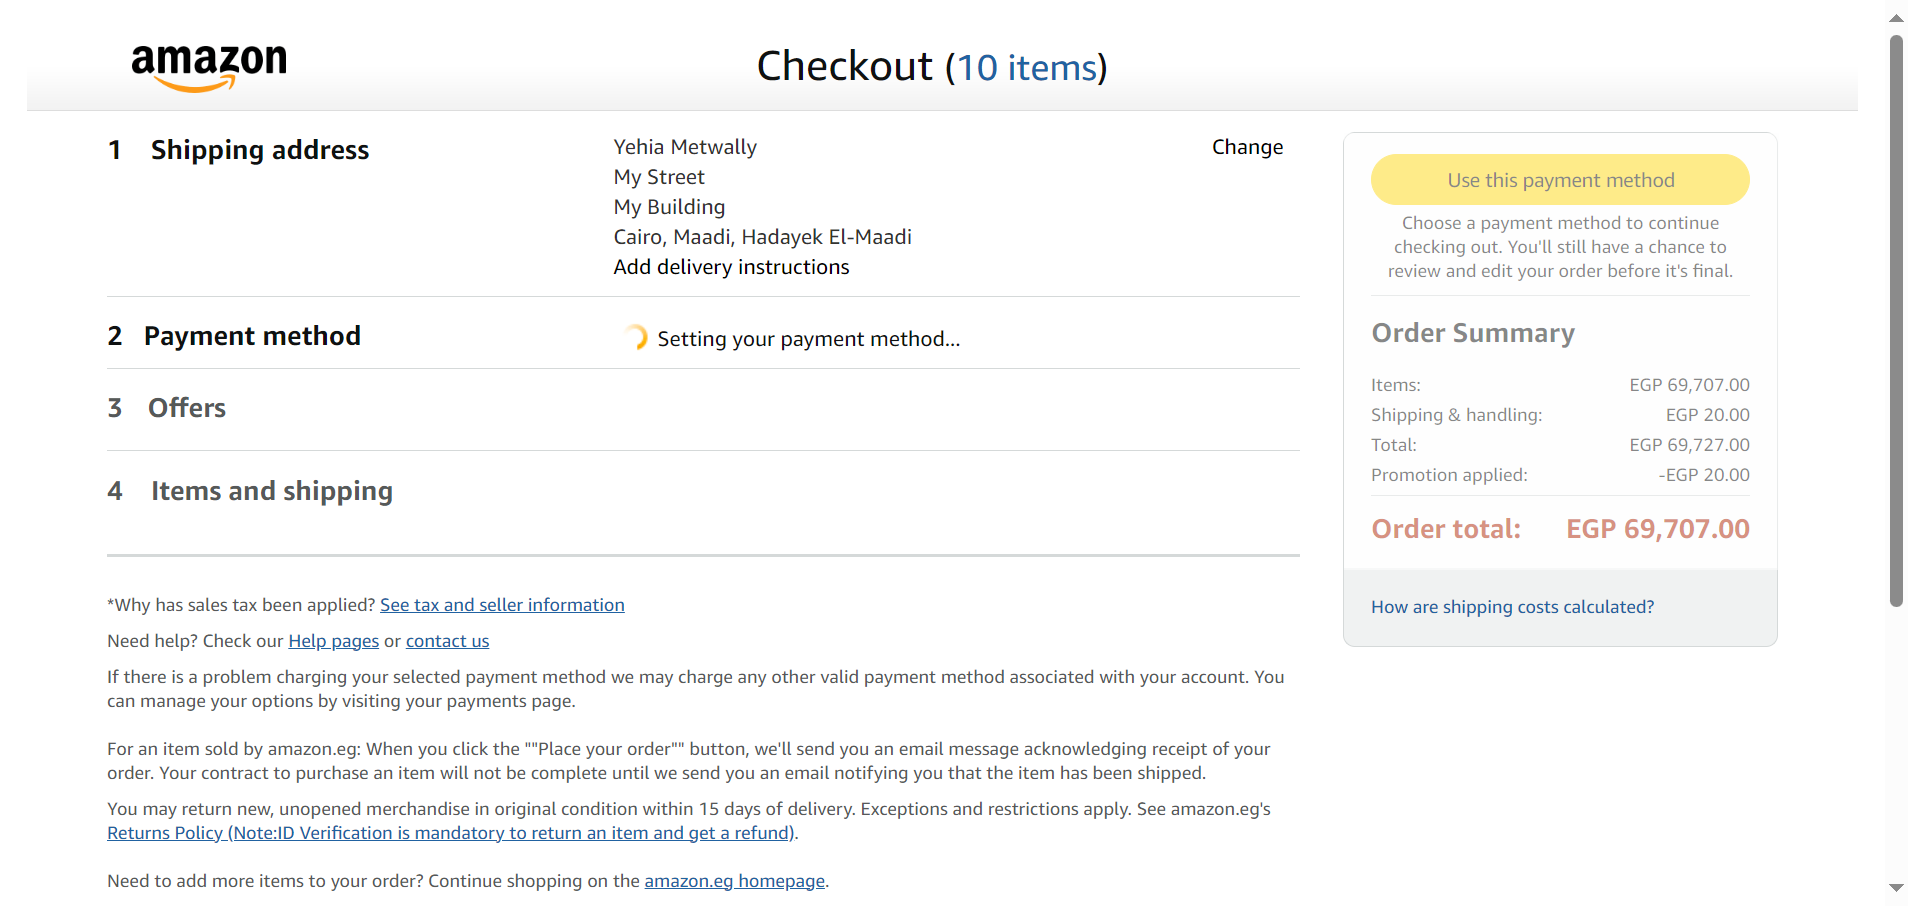 amazon
Checkout (10 items)
1 Shipping address
Yehia Metwally
My Street
My Building
Cairo, Maadi, Hadayek El-Maadi
Add delivery instructions
Change
2 Payment method
Setting your payment method...
3 Offers
4 Items and shipping
*Why has sales tax been applied? See tax and seller information
Need help? Check our Help pages or contact us
If there is a problem charging your selected payment method we may charge any other valid payment method associated with your account. You
can manage your options by visiting your payments page.
For an item sold by amazon.eg: When you click the ""Place your order"" button, we'll send you an email message acknowledging receipt of your
order. Your contract to purchase an item will not be complete until we send you an email notifying you that the item has been shipped.
You may return new, unopened merchandise in original condition within 15 days of delivery. Exceptions and restrictions apply. See amazon.eg's
Returns Policy (Note:ID Verification is mandatory to return an item and get a refund).
Need to add more items to your order? Continue shopping on the amazon.eg homepage.
Use this payment method
Choose a payment method to continue
checking out. You'll still have a chance to
review and edit your order before it's final.
Order Summary
Items: EGP 69,707.00
Shipping & handling: EGP 20.00
Total: EGP 69,727.00
Promotion applied: -EGP 20.00
Order total: EGP 69,707.00
How are shipping costs calculated?